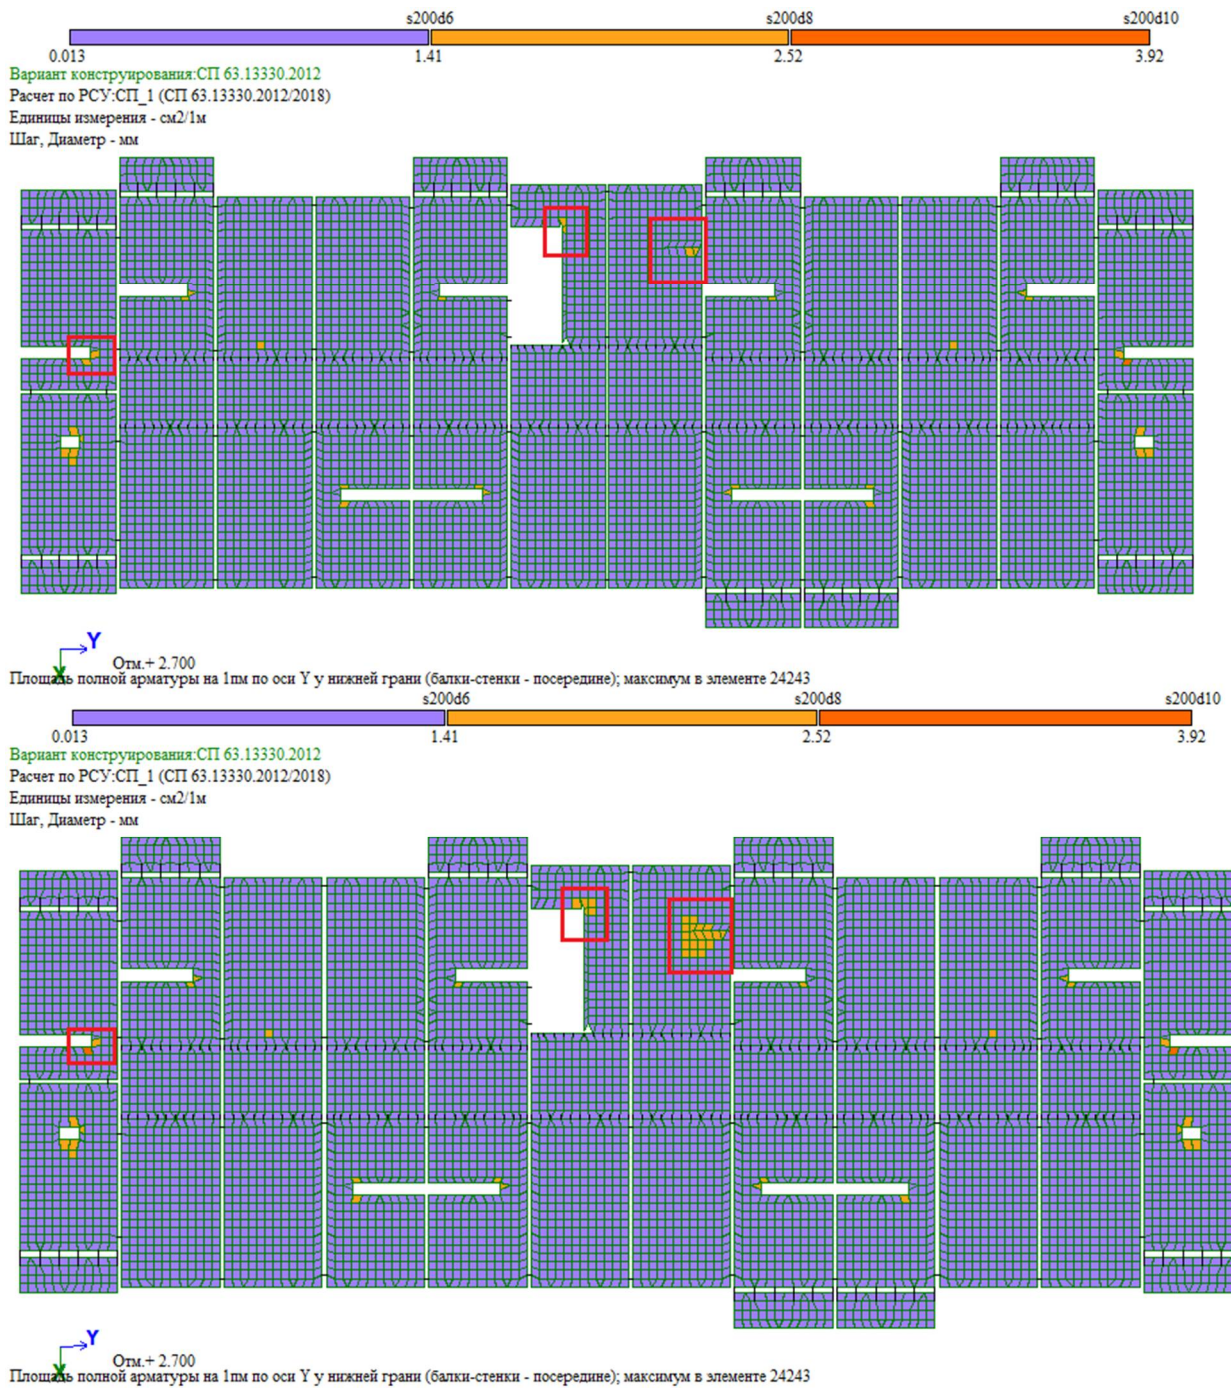 s200d6 s200d8 s200d10
0.013 1.41 2.52 3.92
Вариант конструирования:СП 63.13330.2012
Расчет по РСУ:СП_1 (СП 63.13330.2012/2018)
Единицы измерения - см2/1м
Шаг, Диаметр - мм
Y
X
Отм.+ 2.700
Площадь полной арматуры на 1пм по оси Y у нижней грани (балки-стенки - посередине); максимум в элементе 24243
s200d6 s200d8 s200d10
0.013 1.41 2.52 3.92
Вариант конструирования:СП 63.13330.2012
Расчет по РСУ:СП_1 (СП 63.13330.2012/2018)
Единицы измерения - см2/1м
Шаг, Диаметр - мм
Y
X
Отм.+ 2.700
Площадь полной арматуры на 1пм по оси Y у нижней грани (балки-стенки - посередине); максимум в элементе 24243